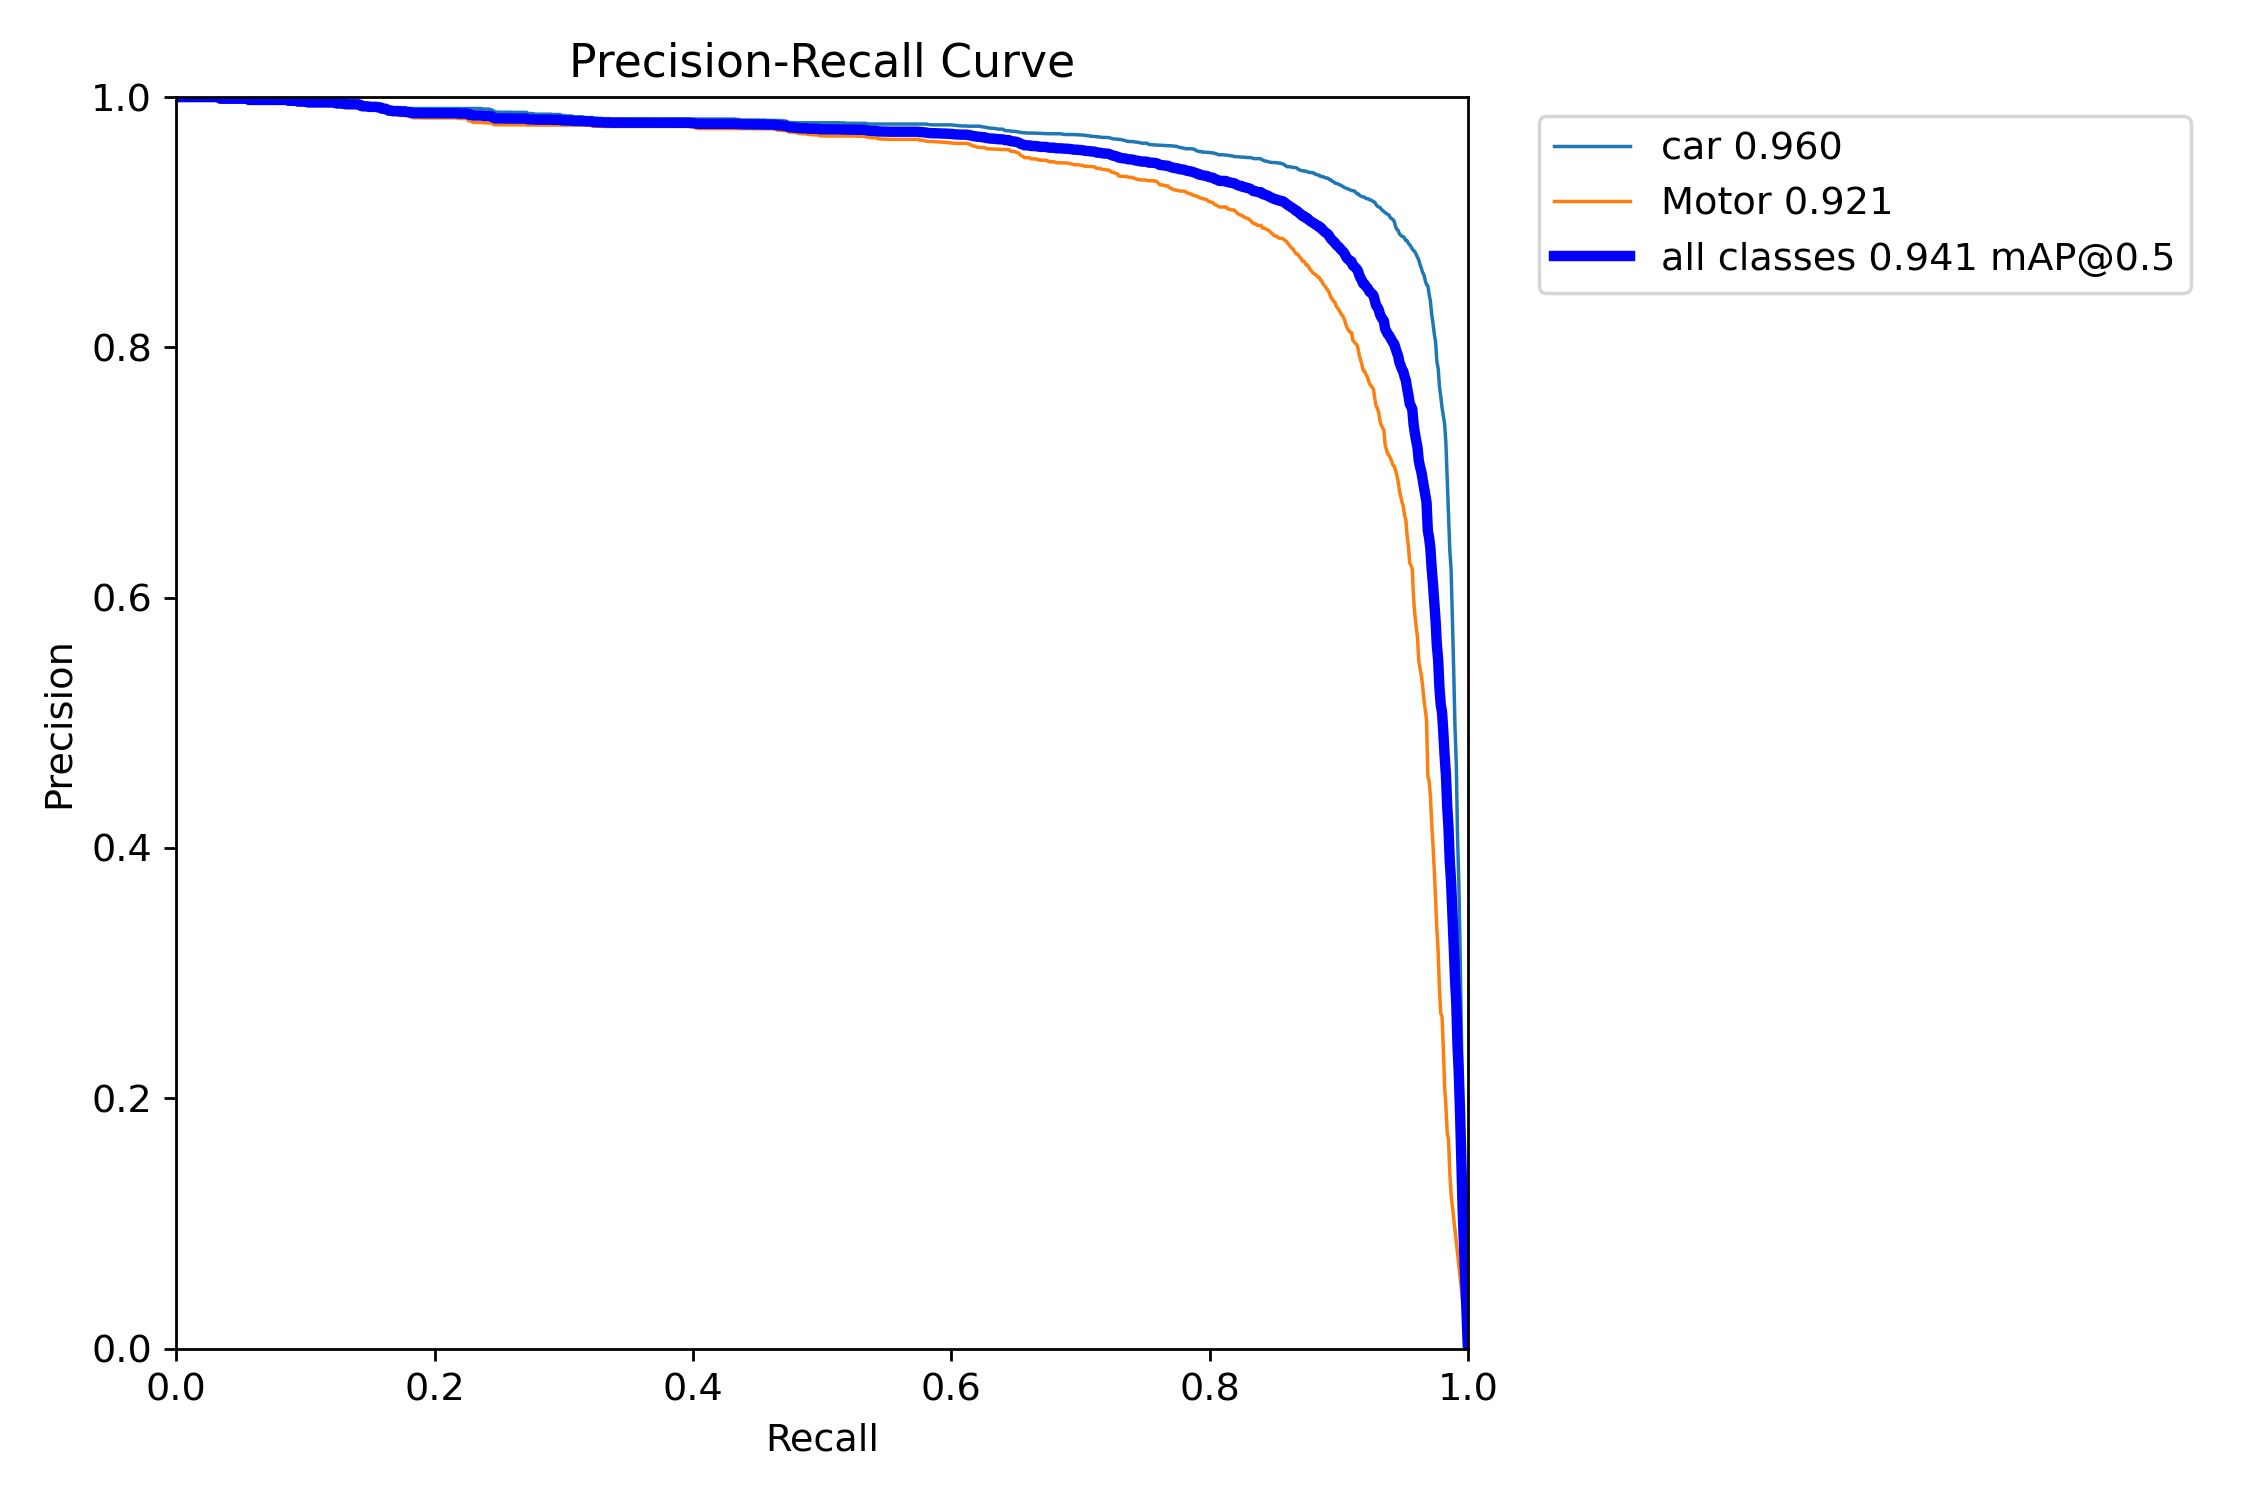 Precision-Recall Curve
1.0
0.8
0.6
0.4
0.2
0.0
Precision
0.0 0.2 0.4 0.6 0.8 1.0
Recall
car 0.960
Motor 0.921
all classes 0.941 mAP@0.5